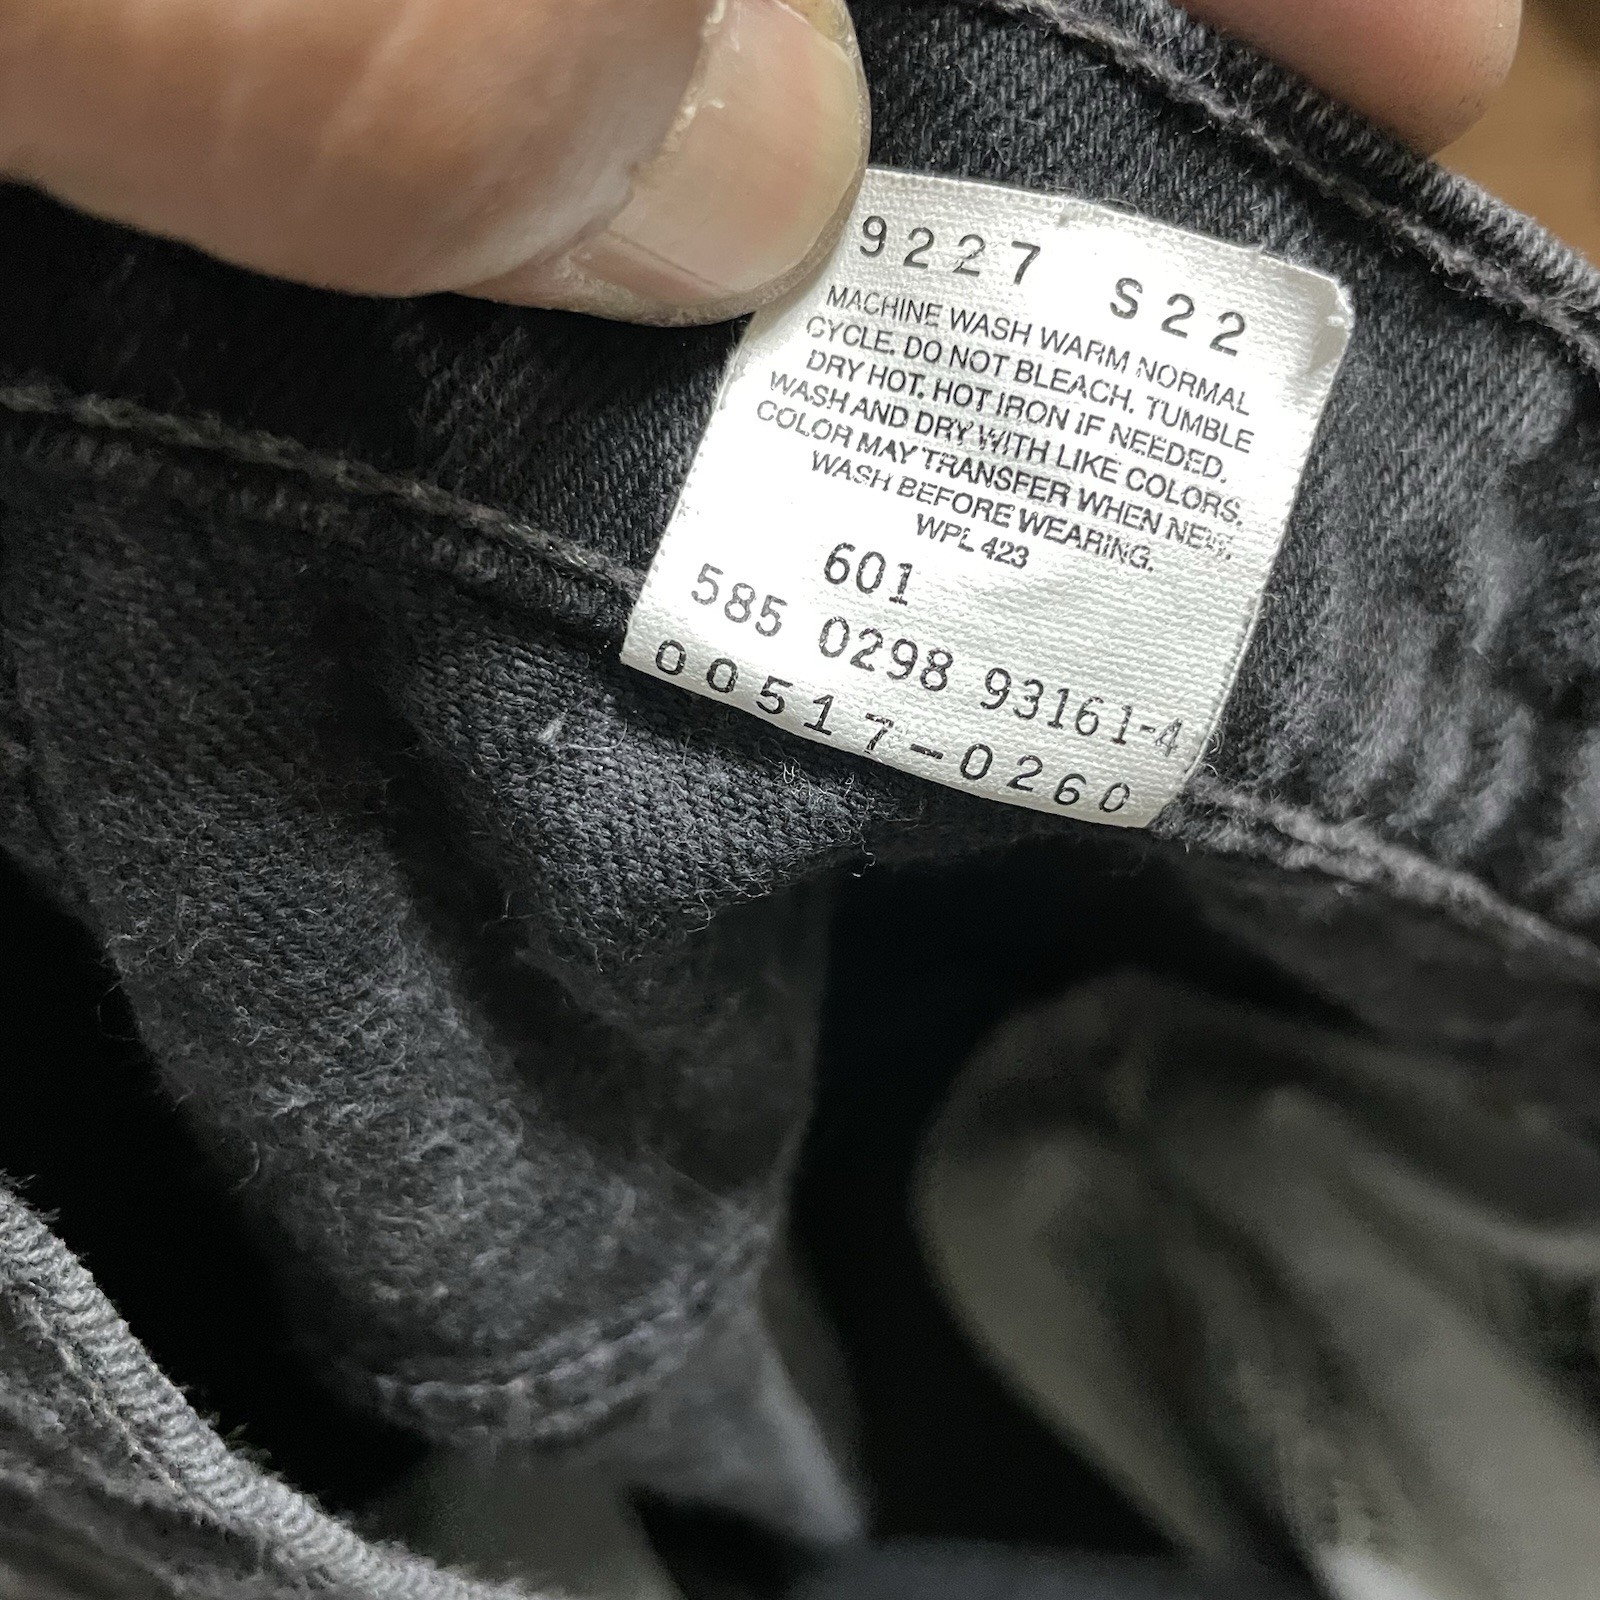 9227 S22
MACHINE WASH WARM NORMAL
CYCLE. DO NOT BLEACH. TUMBLE
DRY HOT. HOT IRON IF NEEDED.
WASH AND DRY WITH LIKE COLORS.
COLOR MAY TRANSFER WHEN NEW.
WASH BEFORE WEARING.
WPL 423
601
585 0298 93161-4
00517-0260